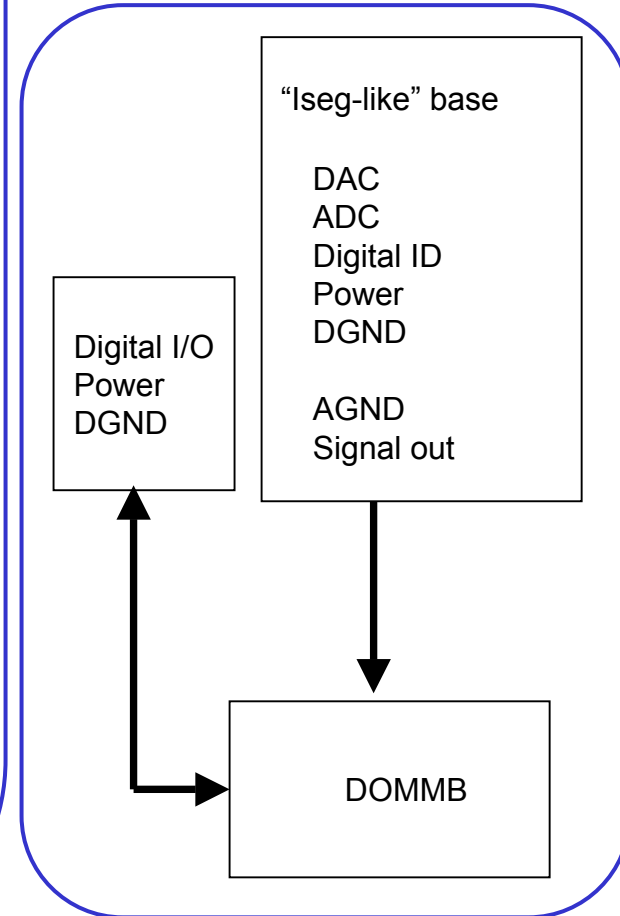 “Iseg-like” base
DAC
ADC
Digital ID
Power
DGND
AGND
Signal out
Digital I/O
Power
DGND
DOMMB